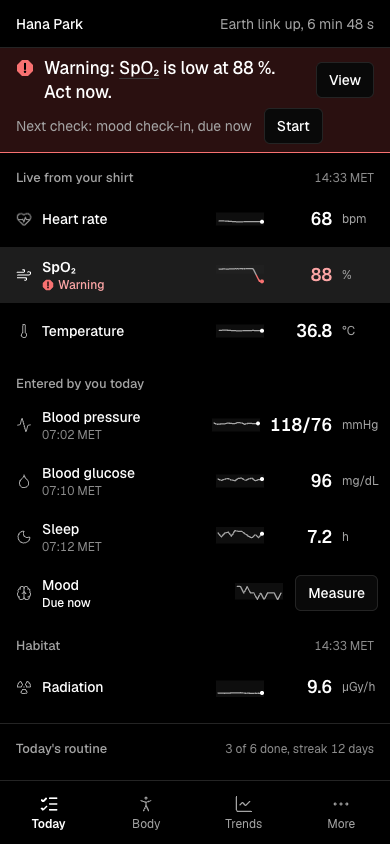 Hana Park
Earth link up, 6 min 48 s
Warning: SpO₂ is low at 88 %.
Act now.
View
Next check: mood check-in, due now
Start
Live from your shirt
14:33 MET
Heart rate
68 bpm
SpO₂
Warning
88 %
Temperature
36.8 °C
Entered by you today
Blood pressure
07:02 MET
118/76 mmHg
Blood glucose
07:10 MET
96 mg/dL
Sleep
07:12 MET
7.2 h
Mood
Due now
Measure
Habitat
14:33 MET
Radiation
9.6 µGy/h
Today's routine
3 of 6 done, streak 12 days
Today
Body
Trends
More